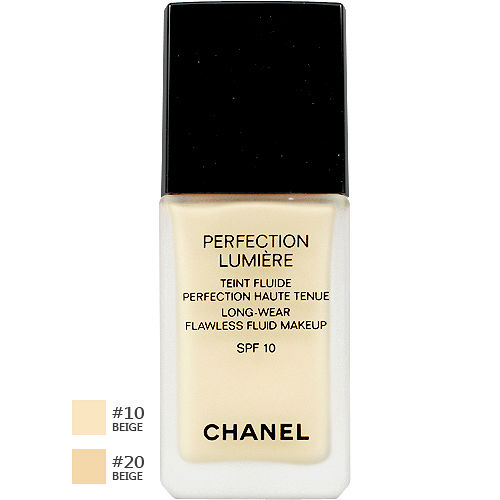 PERFECTION
LUMIÈRE
TEINT FLUIDE
PERFECTION HAUTE TENUE
LONG-WEAR
FLAWLESS FLUID MAKEUP
SPF 10
CHANEL
#10
BEIGE
#20
BEIGE